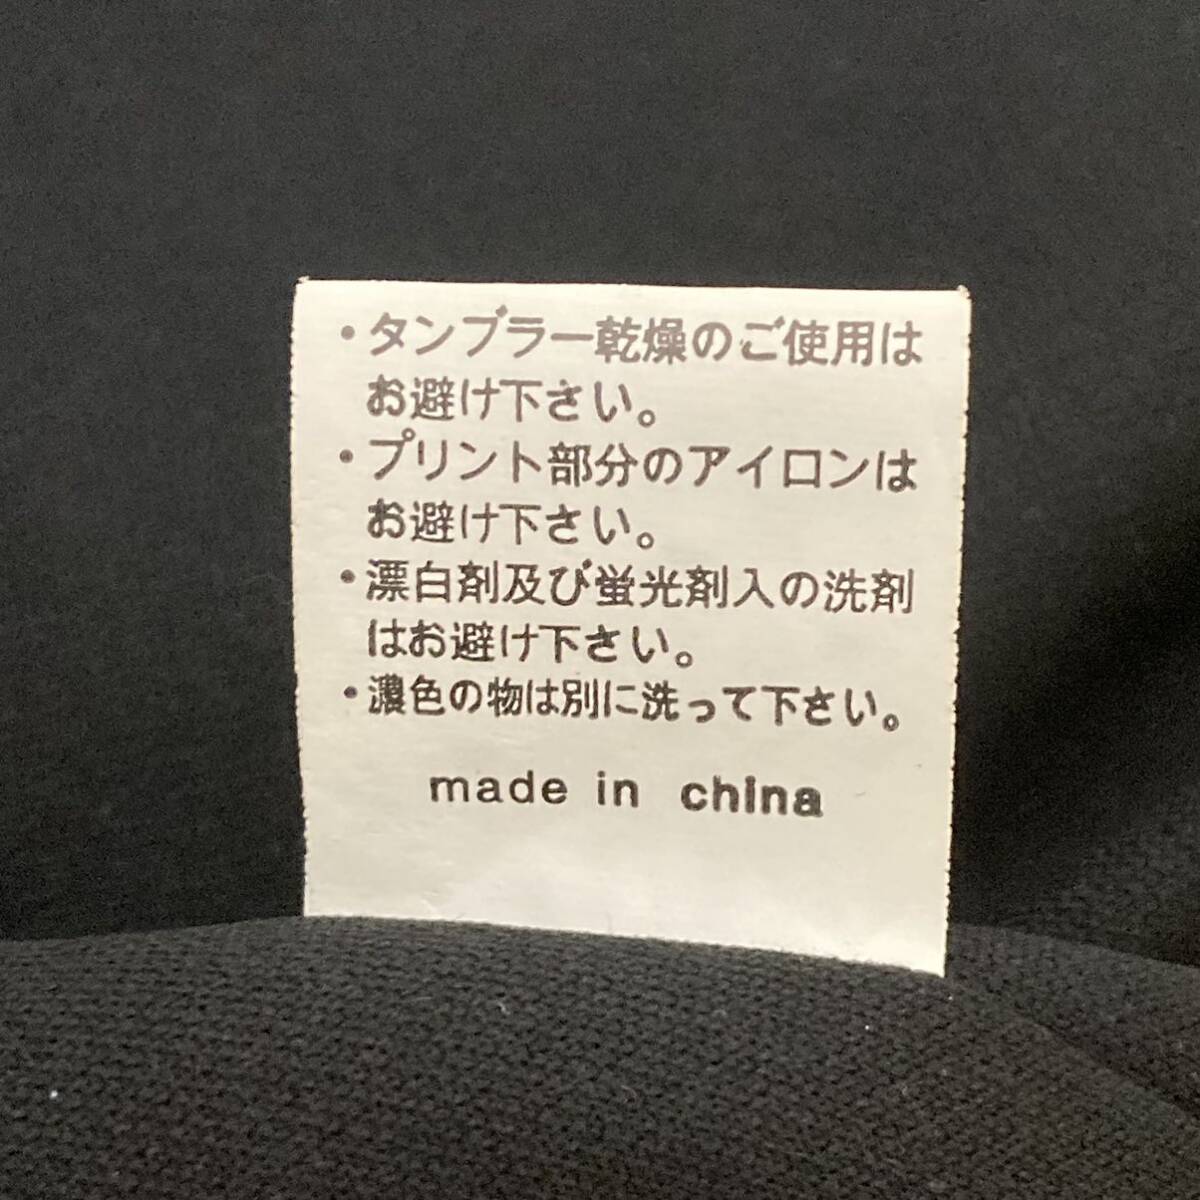 ・タンブラー乾燥のご使用は
お避け下さい。
・プリント部分のアイロンは
お避け下さい。
・漂白剤及び蛍光剤入の洗剤
はお避け下さい。
・濃色の物は別に洗って下さい。
made in china